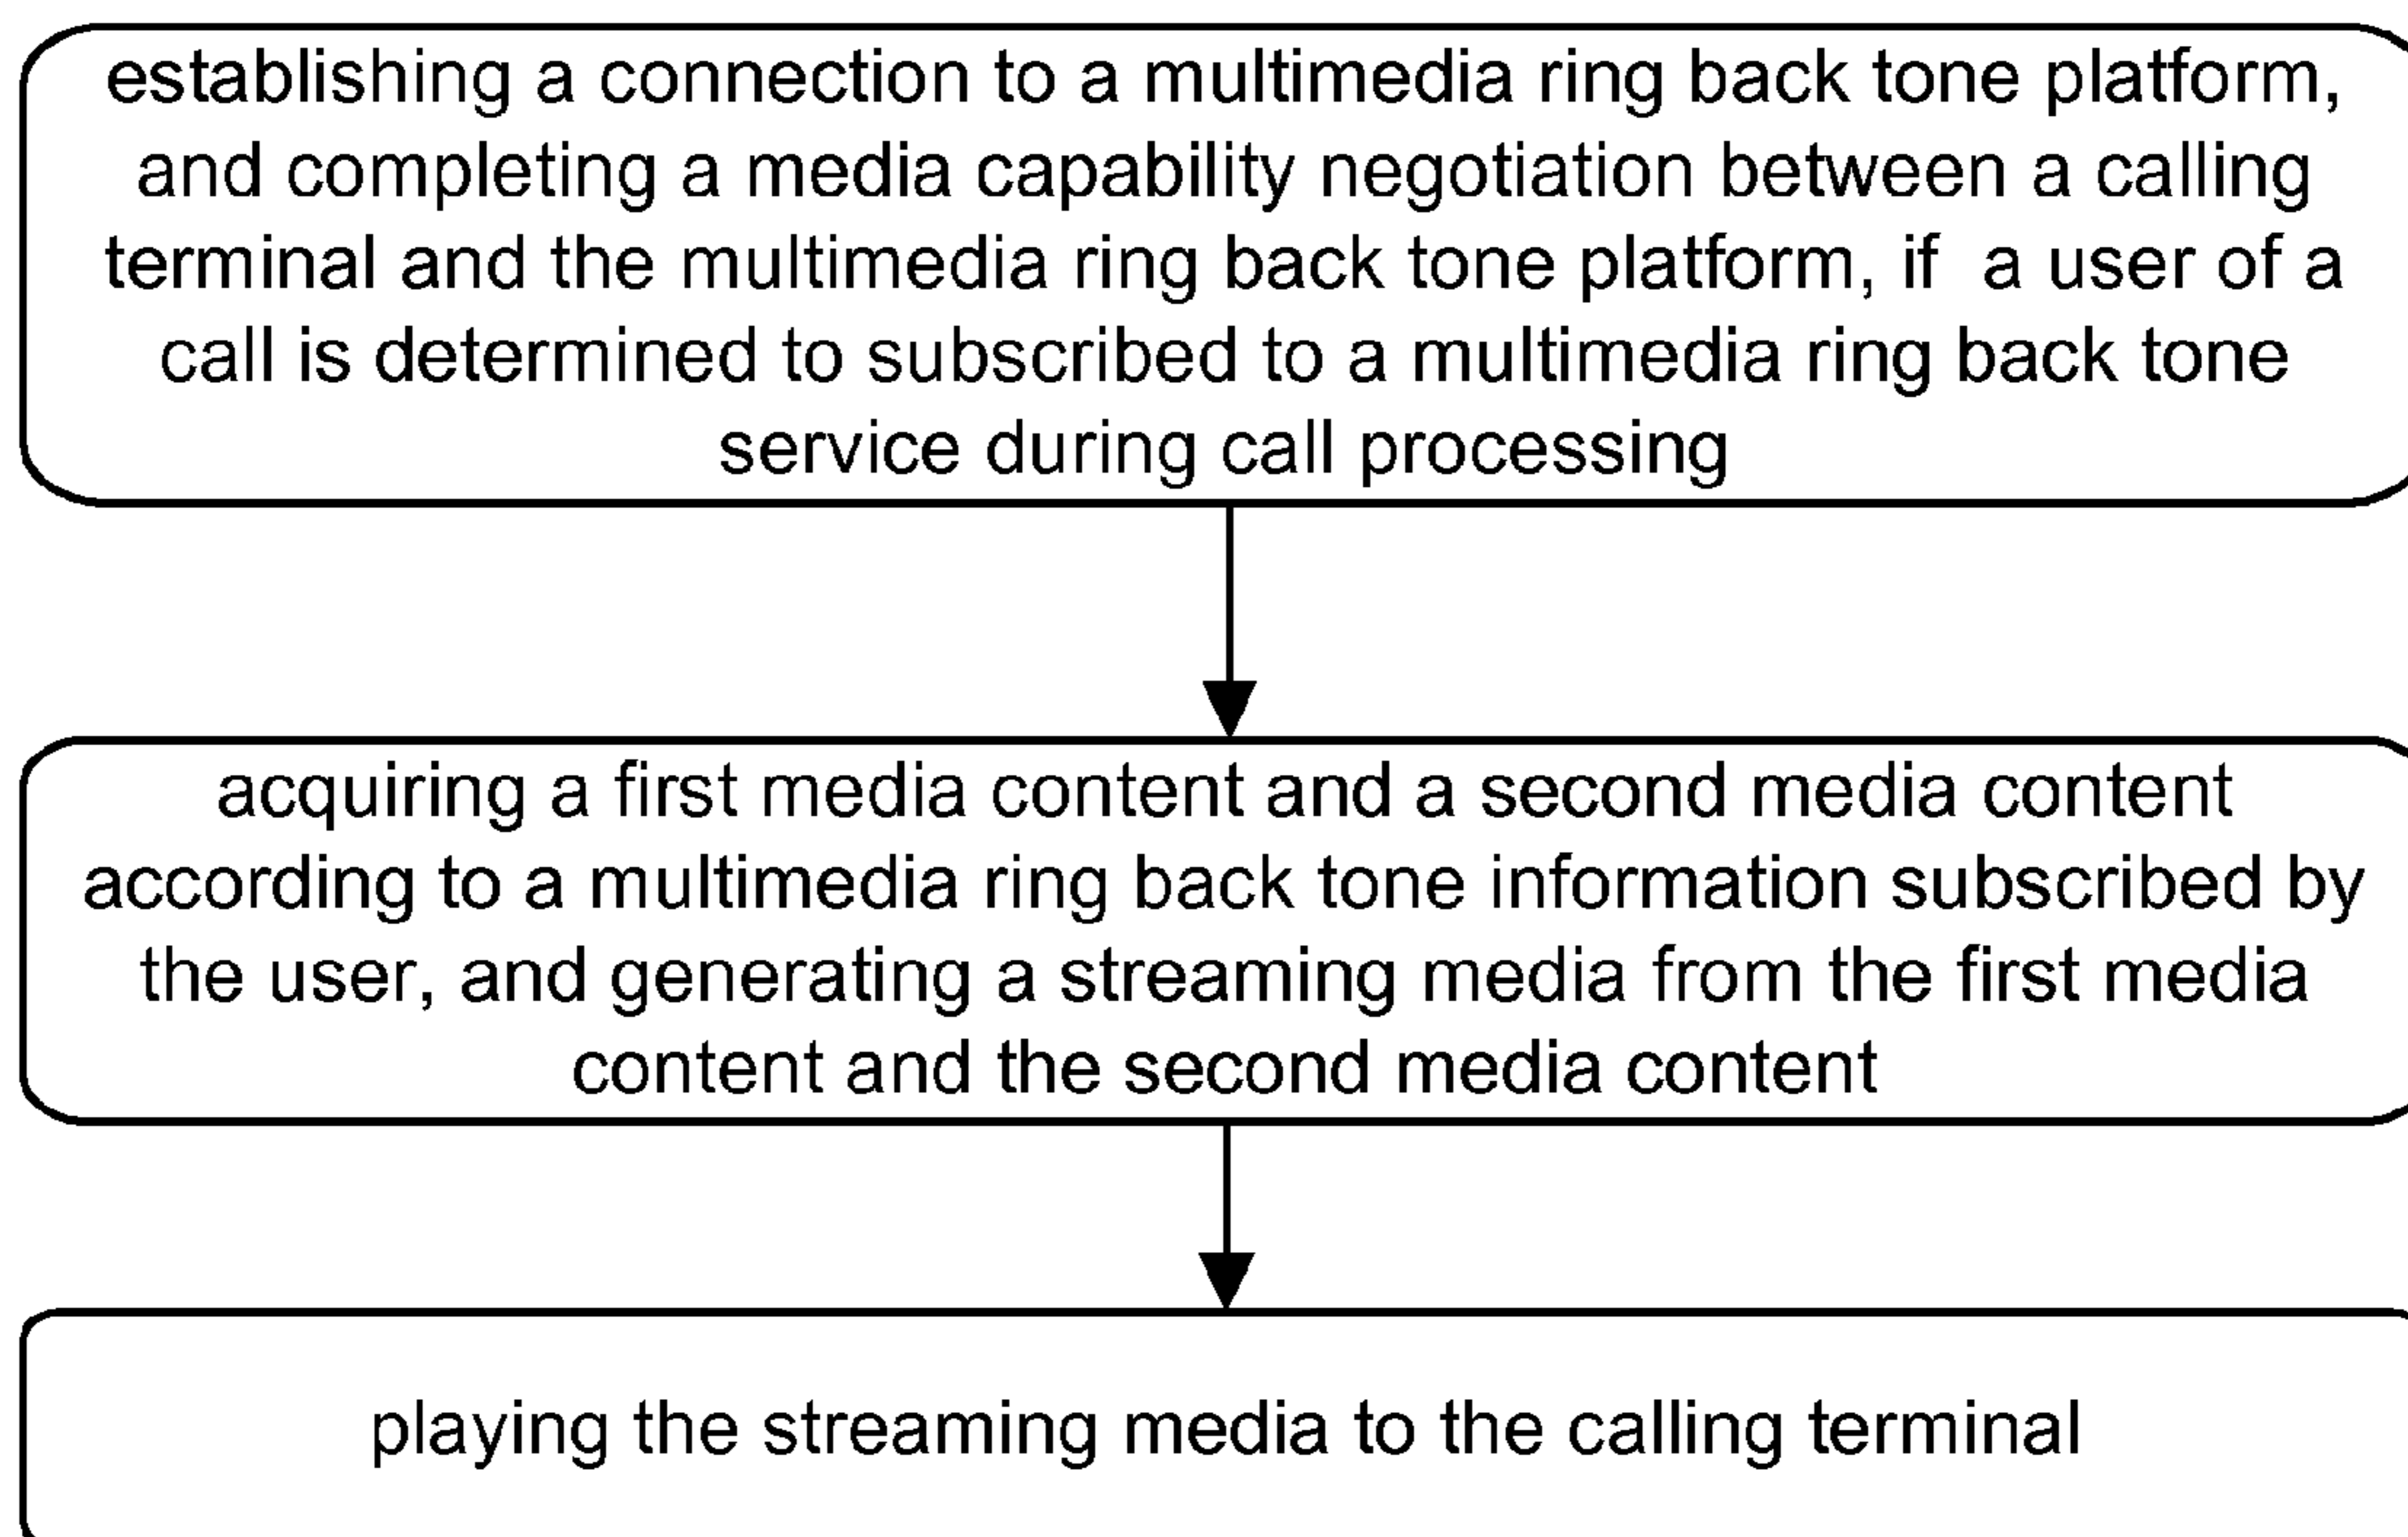 establishing a connection to a multimedia ring back tone platform,
and completing a media capability negotiation between a calling
terminal and the multimedia ring back tone platform, if a user of a
call is determined to subscribed to a multimedia ring back tone
service during call processing
acquiring a first media content and a second media content
according to a multimedia ring back tone information subscribed by
the user, and generating a streaming media from the first media
content and the second media content
playing the streaming media to the calling terminal